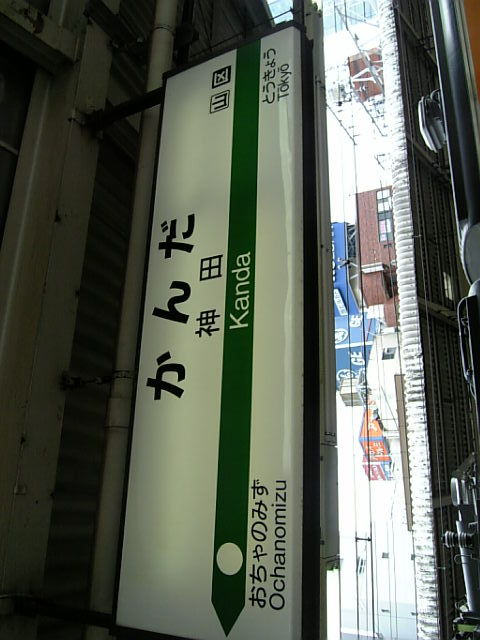 かんだ
神田
Kanda
山 区
おちゃのみず
Ochanomizu
とうきょう
Tōkyō